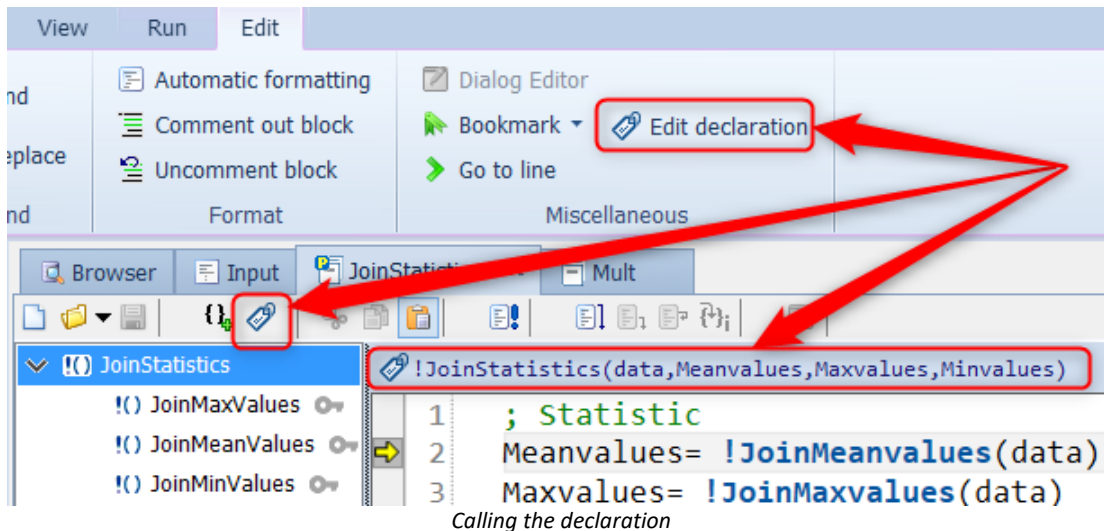 View Run Edit
nd Automatic formatting Dialog Editor
Comment out block Bookmark Edit declaration
eplace Uncomment block Go to line
nd Format Miscellaneous
Browser Input Mult
JoinStatistics !JoinStatistics(data,Meanvalues,Maxvalues,Minvalues)
!() JoinMaxValues 1 ; Statistic
!() JoinMeanValues 2 Meanvalues= !JoinMeanvalues(data)
!() JoinMinValues 3 Maxvalues= !JoinMaxvalues(data)
Calling the declaration